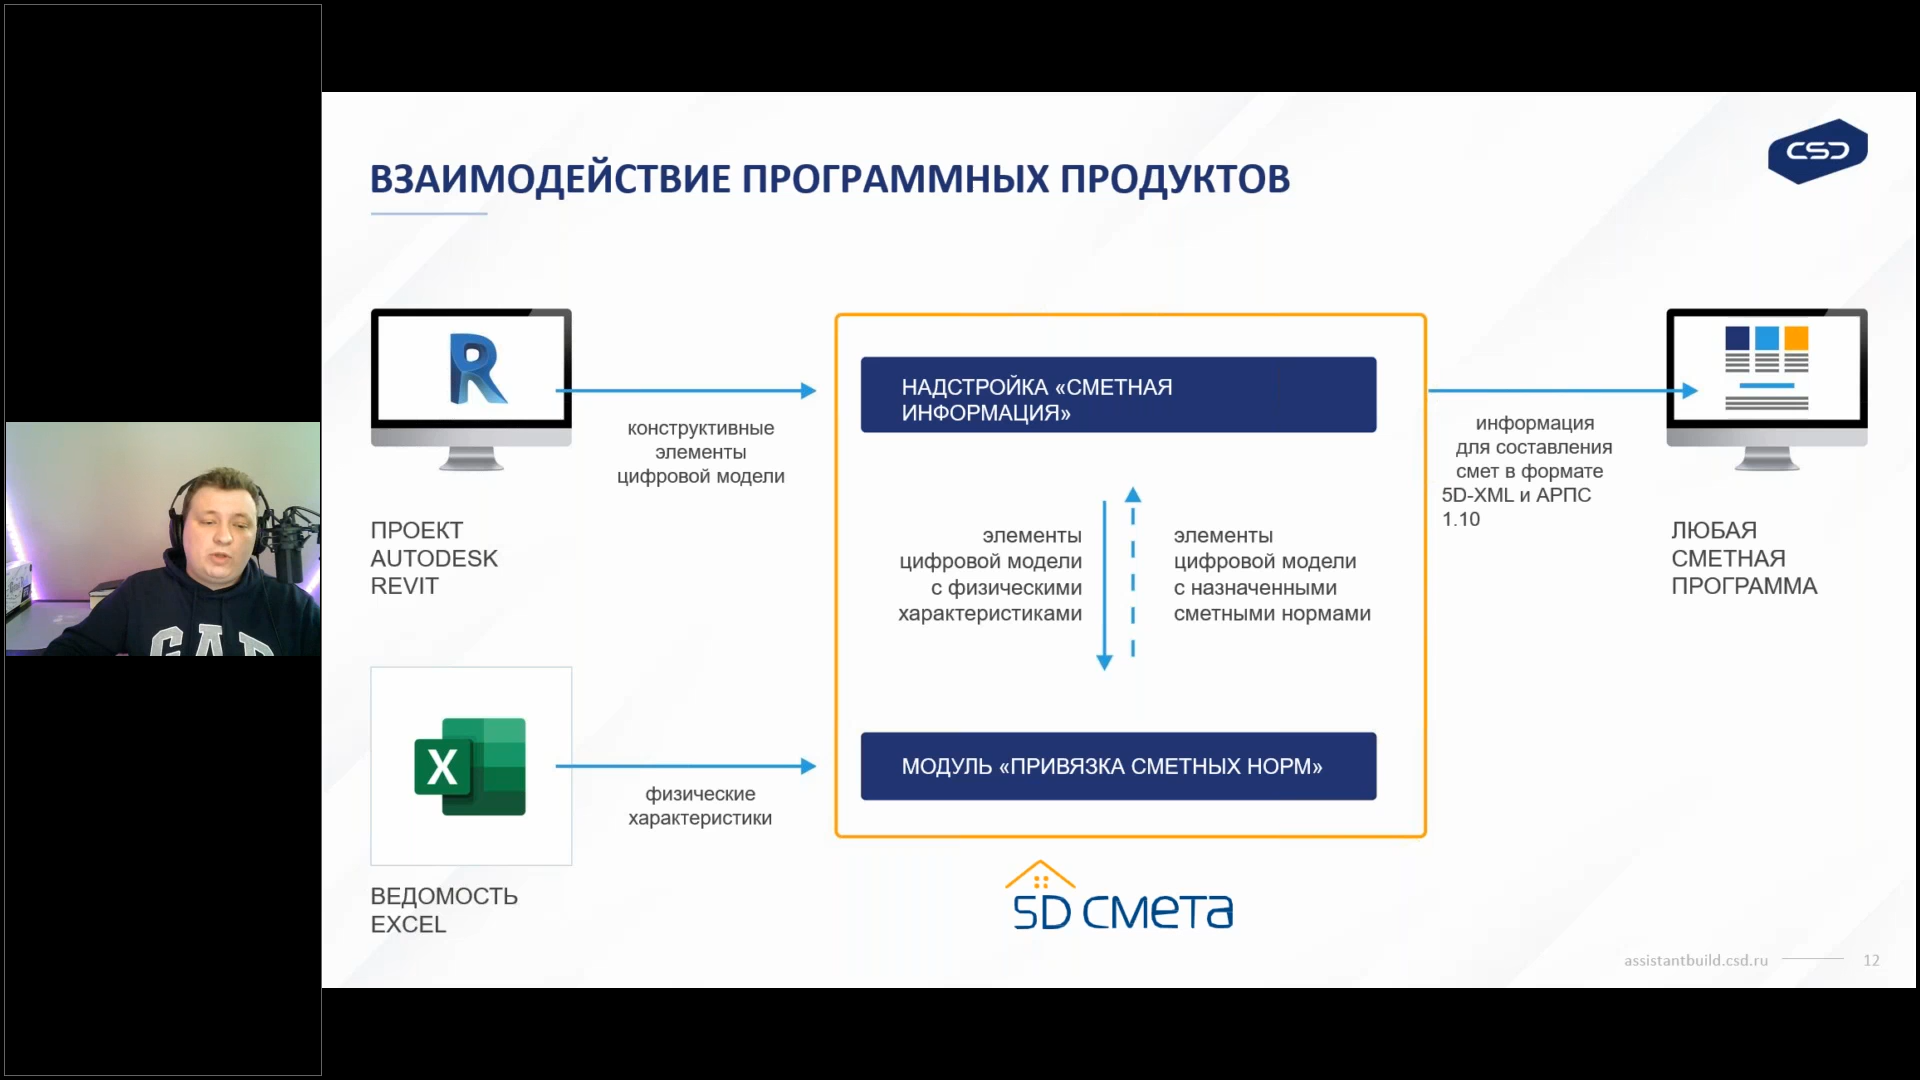 ВЗАИМОДЕЙСТВИЕ ПРОГРАММНЫХ ПРОДУКТОВ
CSD
R
конструктивные
элементы
цифровой модели
ПРОЕКТ
AUTODESK
REVIT
X
физические
характеристики
ВЕДОМОСТЬ
EXCEL
НАДСТРОЙКА «СМЕТНАЯ
ИНФОРМАЦИЯ»
элементы
цифровой модели
с физическими
характеристиками
элементы
цифровой модели
с назначенными
сметными нормами
МОДУЛЬ «ПРИВЯЗКА СМЕТНЫХ НОРМ»
5D смета
информация
для составления
смет в формате
5D-XML и АРПС
1.10
ЛЮБАЯ
СМЕТНАЯ
ПРОГРАММА
assistantbuild.csd.ru
12
GAP